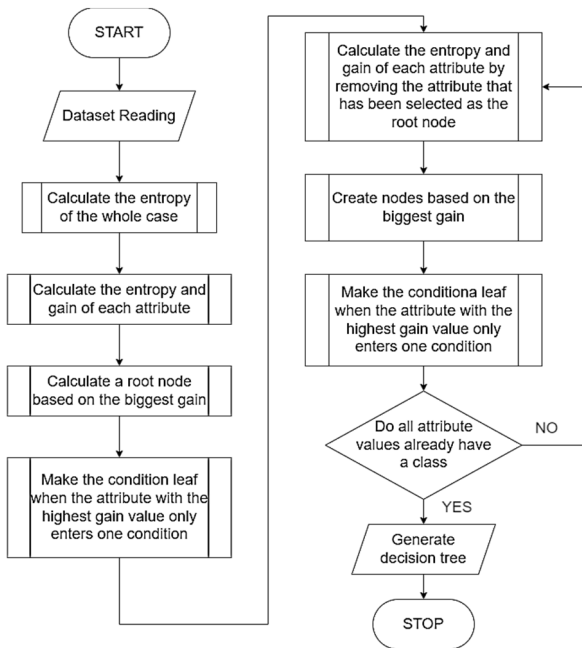 START
Dataset Reading
Calculate the entropy
of the whole case
Calculate the entropy and
gain of each attribute
Calculate a root node
based on the biggest gain
Make the condition leaf
when the attribute with the
highest gain value only
enters one condition
Calculate the entropy and
gain of each attribute by
removing the attribute that
has been selected as the
root node
Create nodes based on the
biggest gain
Make the conditiona leaf
when the attribute with the
highest gain value only
enters one condition
Do all attribute
values already have
a class
NO
YES
Generate
decision tree
STOP